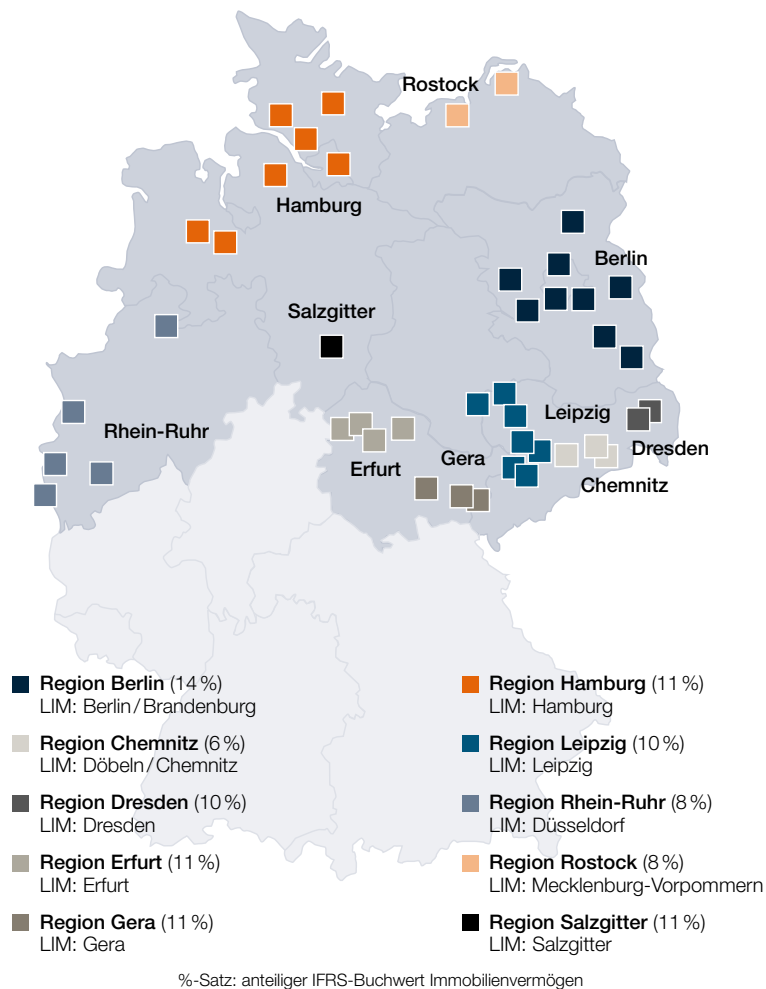 Rostock
Hamburg
Berlin
Salzgitter
Rhein-Ruhr
Leipzig
Erfurt
Gera
Dresden
Chemnitz
Region Berlin (14 %)
LIM: Berlin/Brandenburg
Region Chemnitz (6 %)
LIM: Döbeln/Chemnitz
Region Dresden (10 %)
LIM: Dresden
Region Erfurt (11 %)
LIM: Erfurt
Region Gera (11 %)
LIM: Gera
Region Hamburg (11 %)
LIM: Hamburg
Region Leipzig (10 %)
LIM: Leipzig
Region Rhein-Ruhr (8 %)
LIM: Düsseldorf
Region Rostock (8 %)
LIM: Mecklenburg-Vorpommern
Region Salzgitter (11 %)
LIM: Salzgitter
%-Satz: anteiliger IFRS-Buchwert Immobilienvermögen